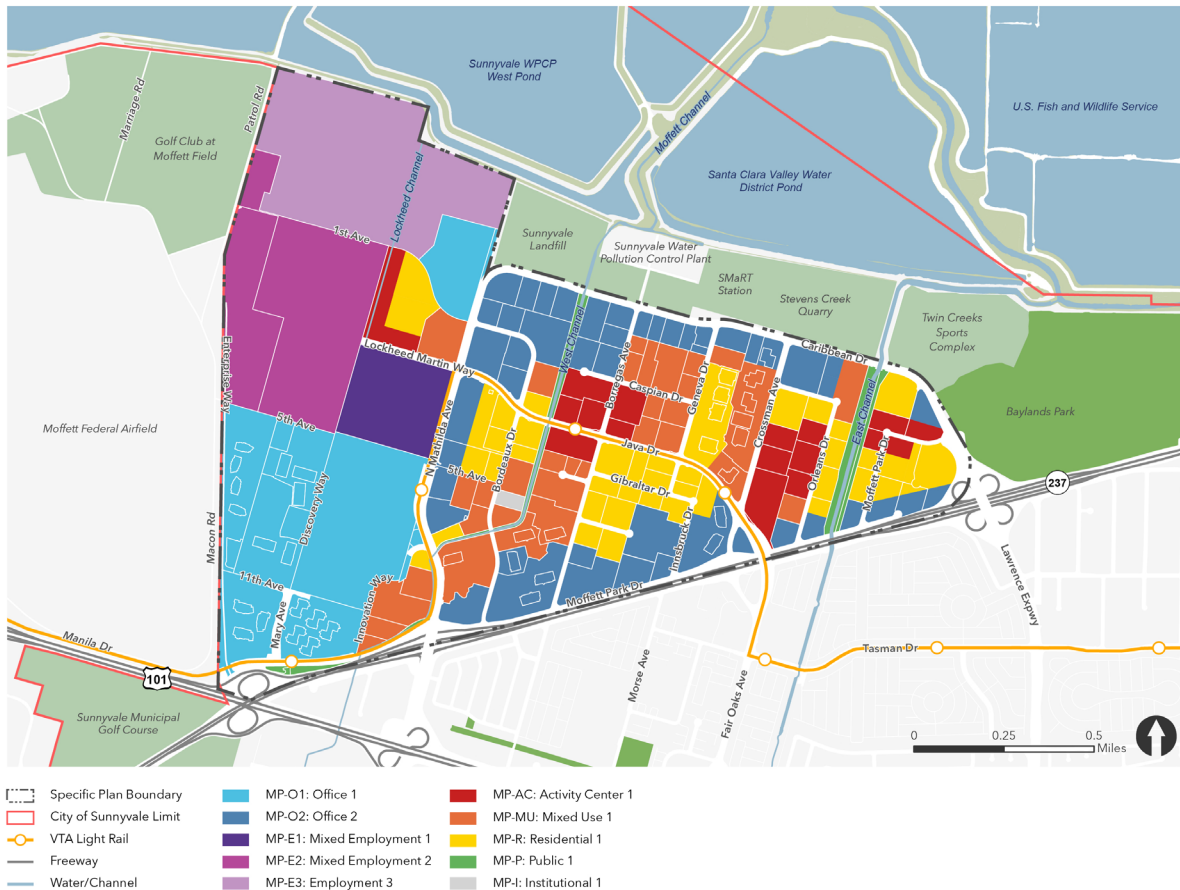 Sunnyvale WPCP
West Pond
U.S. Fish and Wildlife Service
Moffett Channel
Marriage Rd
Patrol Rd
Golf Club at
Moffett Field
Santa Clara Valley Water
District Pond
Lockheed Channel
1st Ave
Sunnyvale
Landfill
Sunnyvale Water
Pollution Control Plant
SMaRT
Station
Stevens Creek
Quarry
Twin Creeks
Sports
Complex
West Channel
Borregas Ave
Enterprise Way
Lockheed Martin Way
Caspian Dr
Geneva Dr
Caribbean Dr
Crossman Ave
East Channel
Baylands Park
Moffett Federal Airfield
5th Ave
N Mathilda Ave
Bordeaux Dr
Java Dr
Orleans Dr
Moffett Park Dr
5th Ave
Gibraltar Dr
237
Discovery Way
Macon Rd
Innsbruck Dr
11th Ave
Mary Ave
Innovation Way
Moffett Park Dr
Lawrence Expwy
Manila Dr
101
Tasman Dr
Morse Ave
Fair Oaks Ave
Sunnyvale Municipal
Golf Course
0 0.25 0.5
Miles
Specific Plan Boundary
City of Sunnyvale Limit
VTA Light Rail
Freeway
Water/Channel
MP-O1: Office 1
MP-O2: Office 2
MP-E1: Mixed Employment 1
MP-E2: Mixed Employment 2
MP-E3: Employment 3
MP-AC: Activity Center 1
MP-MU: Mixed Use 1
MP-R: Residential 1
MP-P: Public 1
MP-I: Institutional 1